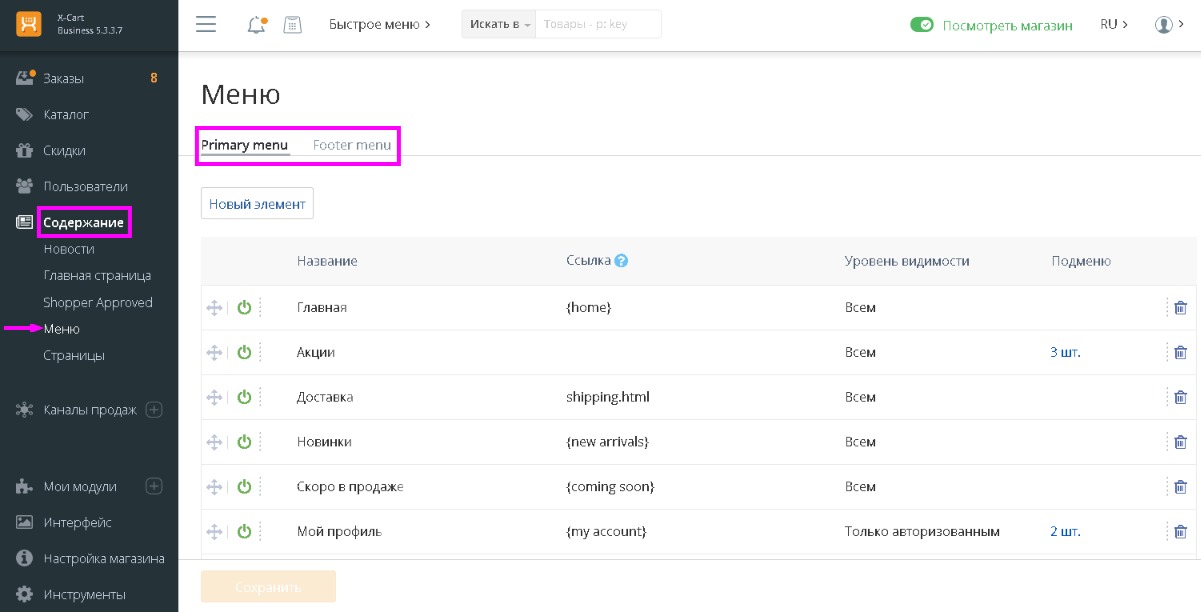 X-Cart
Business 5.3.3.7
Быстрое меню
Искать в
Товары - p: key
Посмотреть магазин
RU
Заказы 8
Каталог
Скидки
Пользователи
Содержание
Новости
Главная страница
Shopper Approved
Меню
Страницы
Каналы продаж
Мои модули
Интерфейс
Настройка магазина
Инструменты
Меню
Primary menu Footer menu
Новый элемент
Название Ссылка ? Уровень видимости Подменю
Главная {home} Всем
Акции Всем 3 шт.
Доставка shipping.html Всем
Новинки {new arrivals} Всем
Скоро в продаже {coming soon} Всем
Мой профиль {my account} Только авторизованным 2 шт.
Сохранить